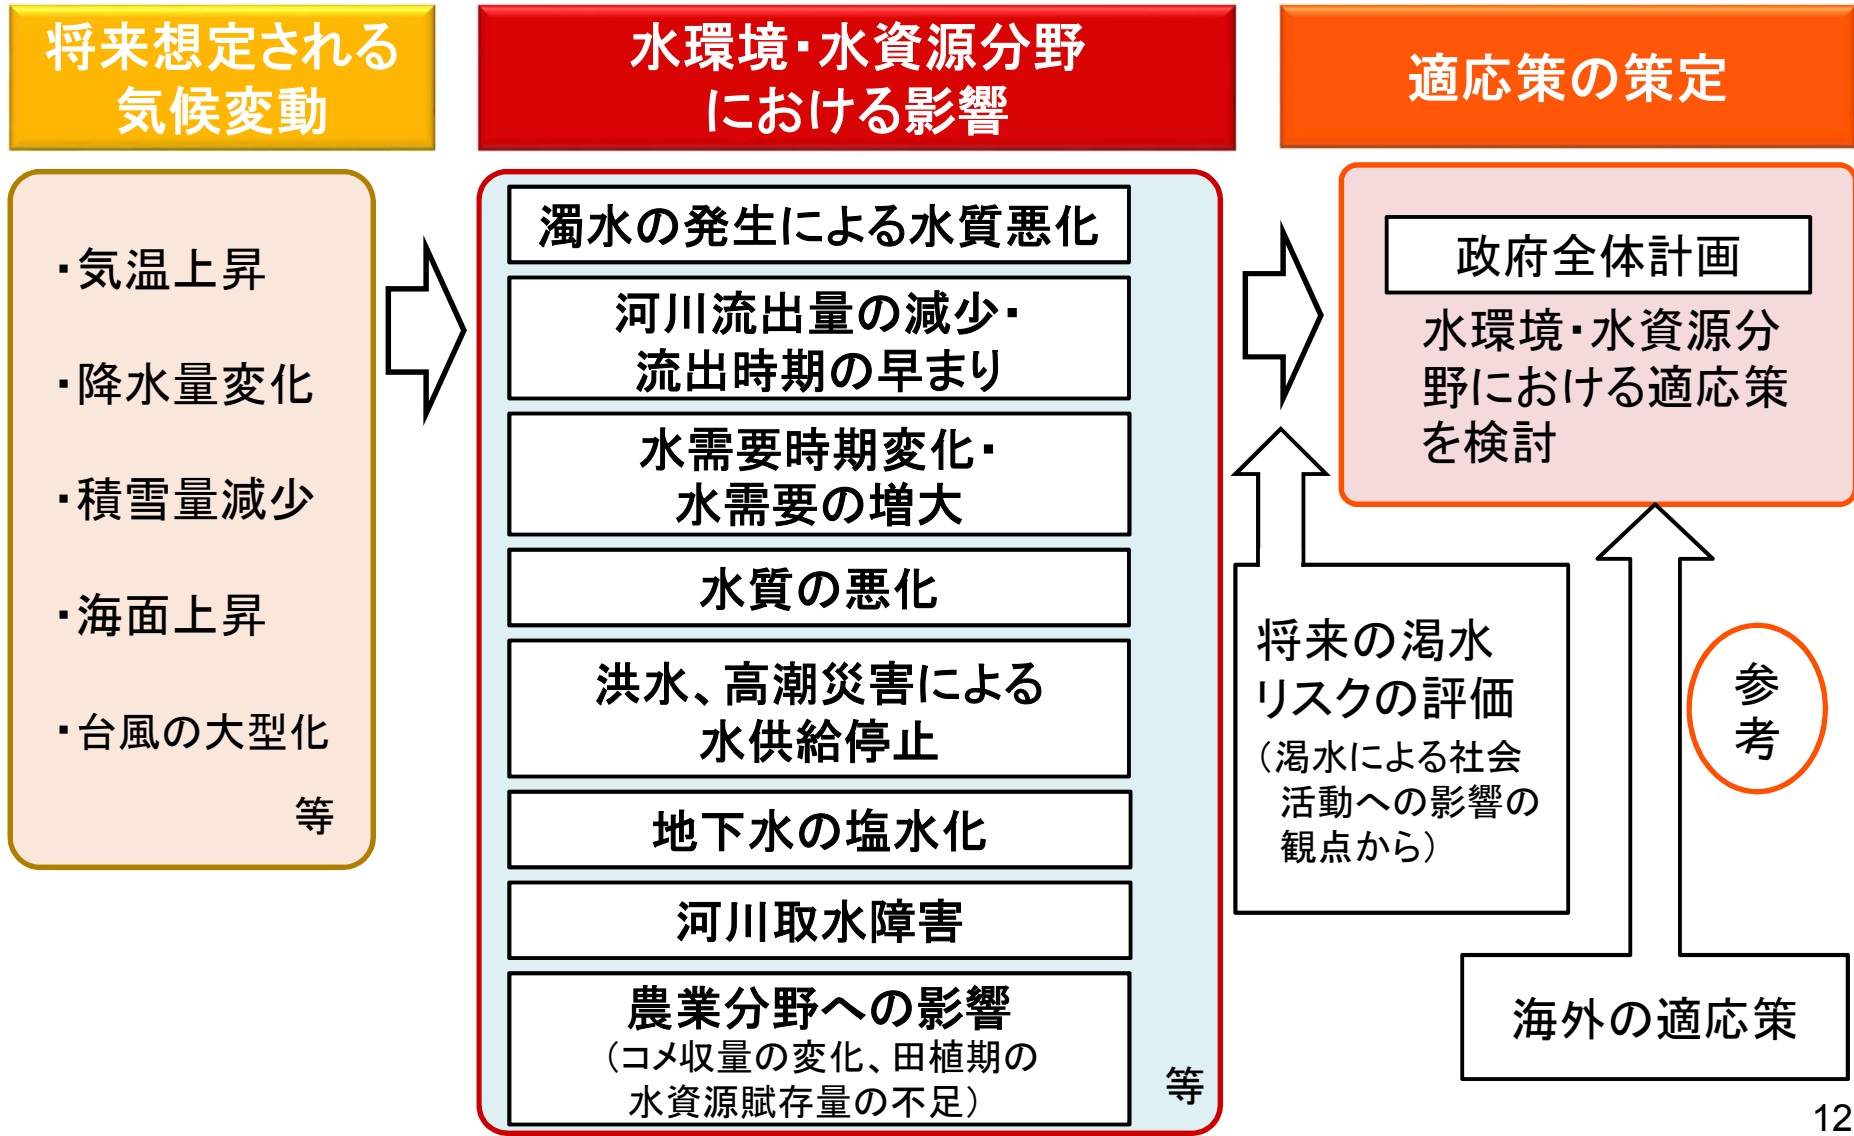 将来想定される
気候変動
水環境・水資源分野
における影響
適応策の策定
・気温上昇
・降水量変化
・積雪量減少
・海面上昇
・台風の大型化
等
濁水の発生による水質悪化
河川流出量の減少・
流出時期の早まり
水需要時期変化・
水需要の増大
水質の悪化
洪水、高潮災害による
水供給停止
地下水の塩水化
河川取水障害
農業分野への影響
（コメ収量の変化、田植期の
水資源賦存量の不足）
等
政府全体計画
水環境・水資源分
野における適応策
を検討
将来の渇水
リスクの評価
（渇水による社会
活動への影響の
観点から）
参
考
海外の適応策
12